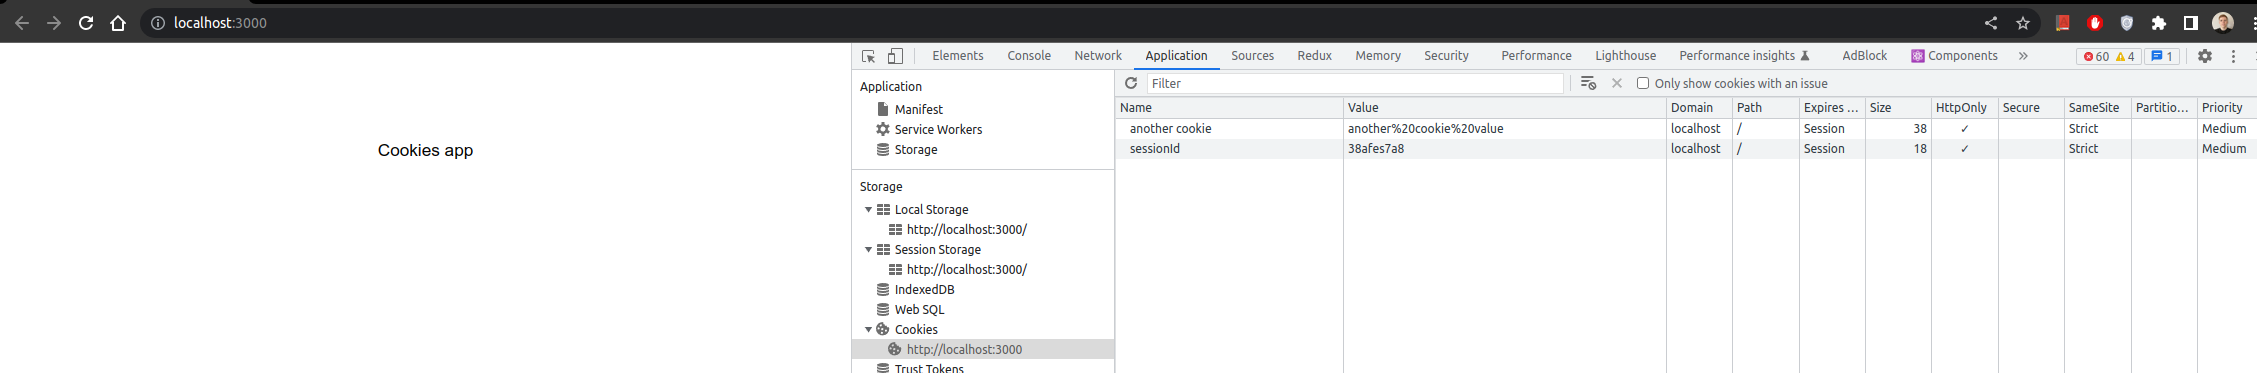 localhost:3000
Elements Console Network Application Sources Redux Memory Security Performance Lighthouse Performance insights AdBlock Components » 60 4 1
Application
Manifest
Service Workers
Storage
Storage
Local Storage
http://localhost:3000/
Session Storage
http://localhost:3000/
IndexedDB
Web SQL
Cookies
http://localhost:3000
Trust Tokens
Filter Only show cookies with an issue
Name Value Domain Path Expires ... Size HttpOnly Secure SameSite Partitio... Priority
another cookie another%20cookie%20value localhost / Session 38 ✓ Strict Medium
sessionId 38afes7a8 localhost / Session 18 ✓ Strict Medium
Cookies app